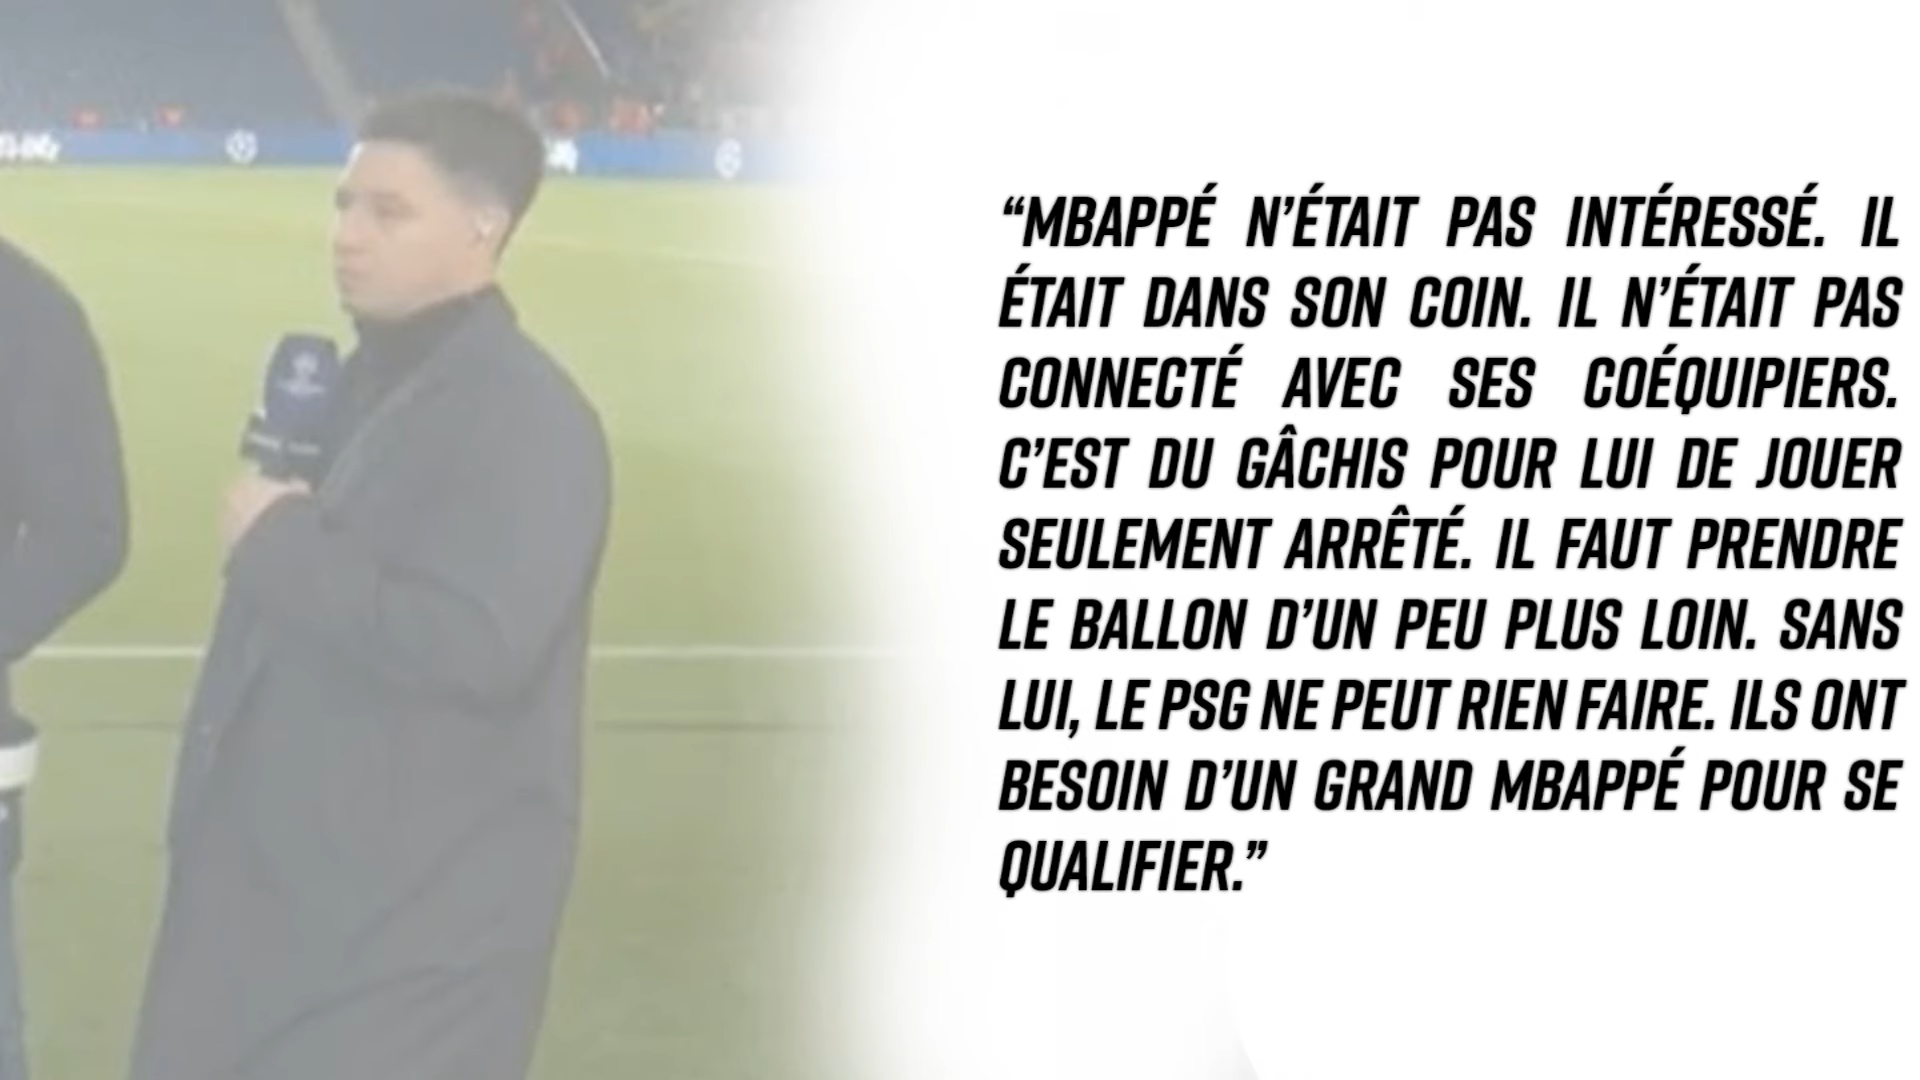 “MBAPPÉ N’ÉTAIT PAS INTÉRESSÉ. IL
ÉTAIT DANS SON COIN. IL N’ÉTAIT PAS
CONNECTÉ AVEC SES COÉQUIPIERS.
C’EST DU GÂCHIS POUR LUI DE JOUER
SEULEMENT ARRÊTÉ. IL FAUT PRENDRE
LE BALLON D’UN PEU PLUS LOIN. SANS
LUI, LE PSG NE PEUT RIEN FAIRE. ILS ONT
BESOIN D’UN GRAND MBAPPÉ POUR SE
QUALIFIER.”